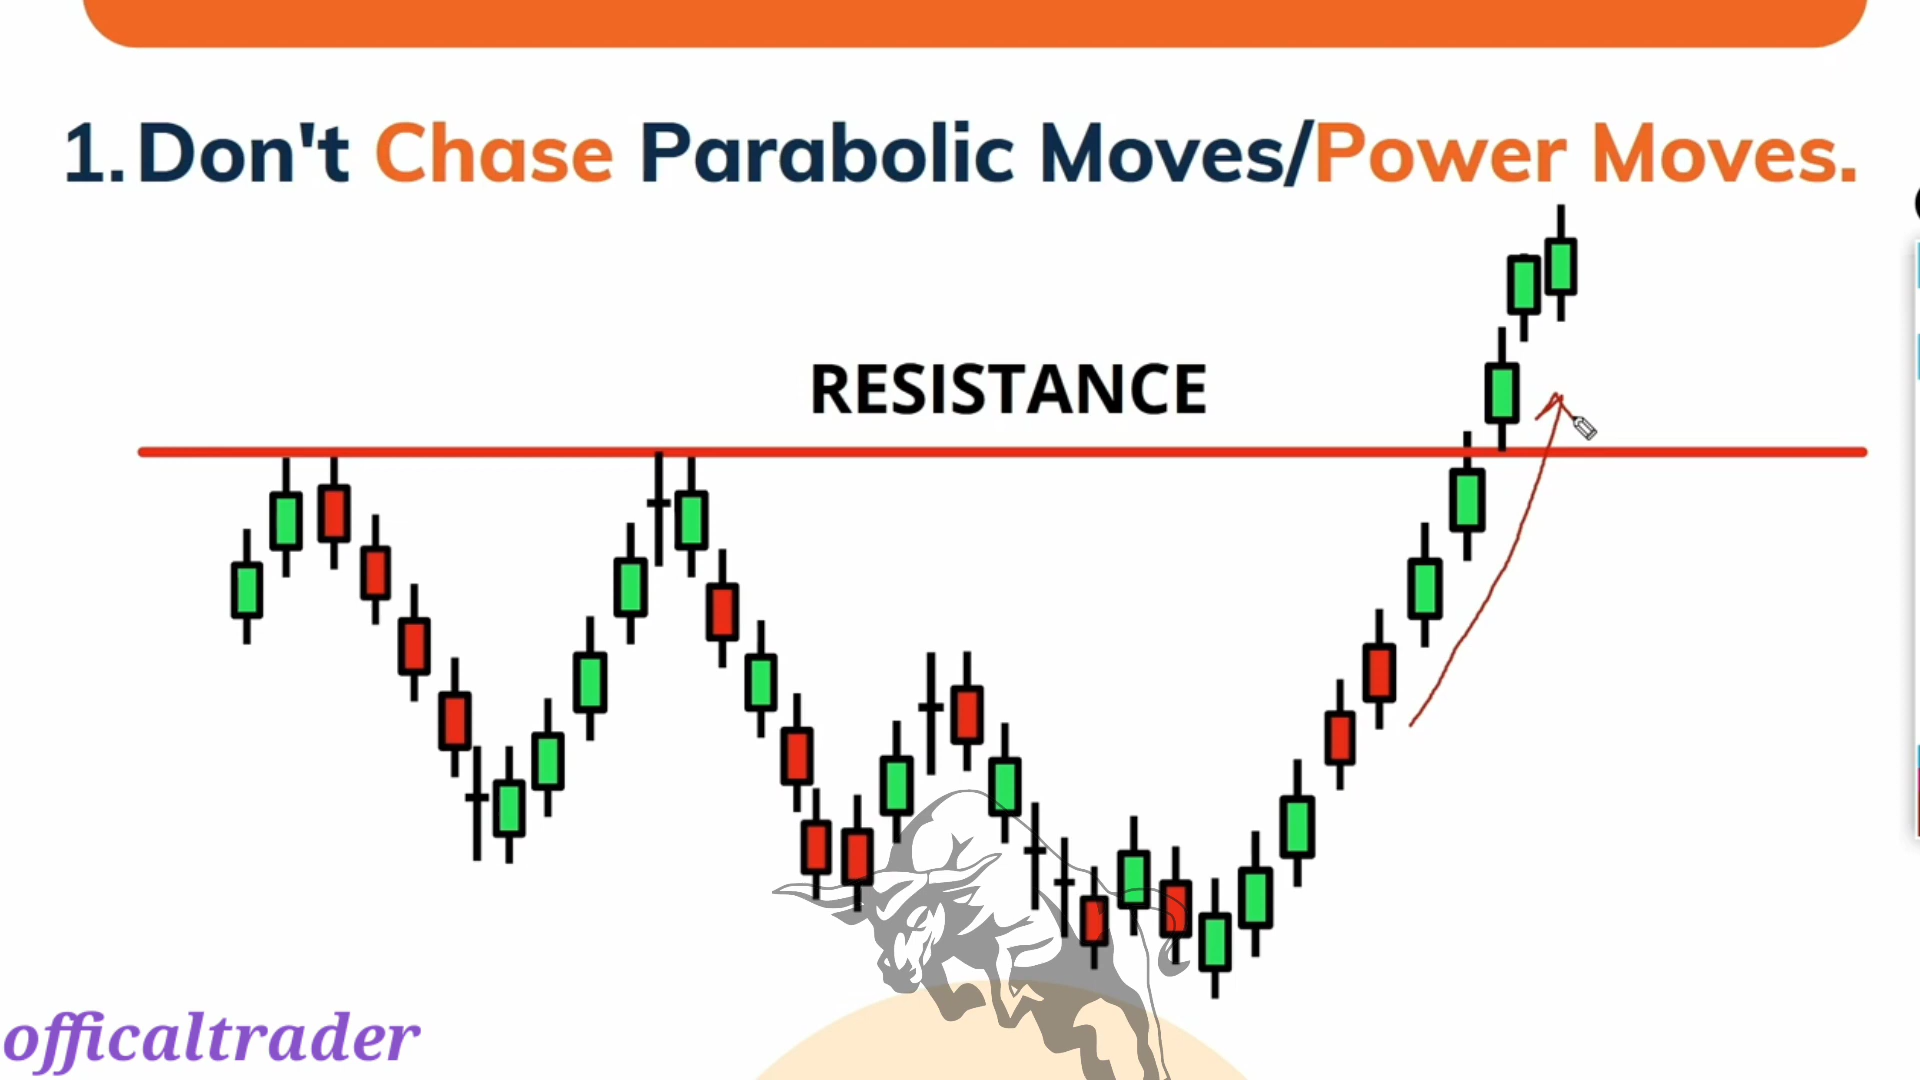 1. Don't Chase Parabolic Moves/Power Moves.
RESISTANCE
officaltrader